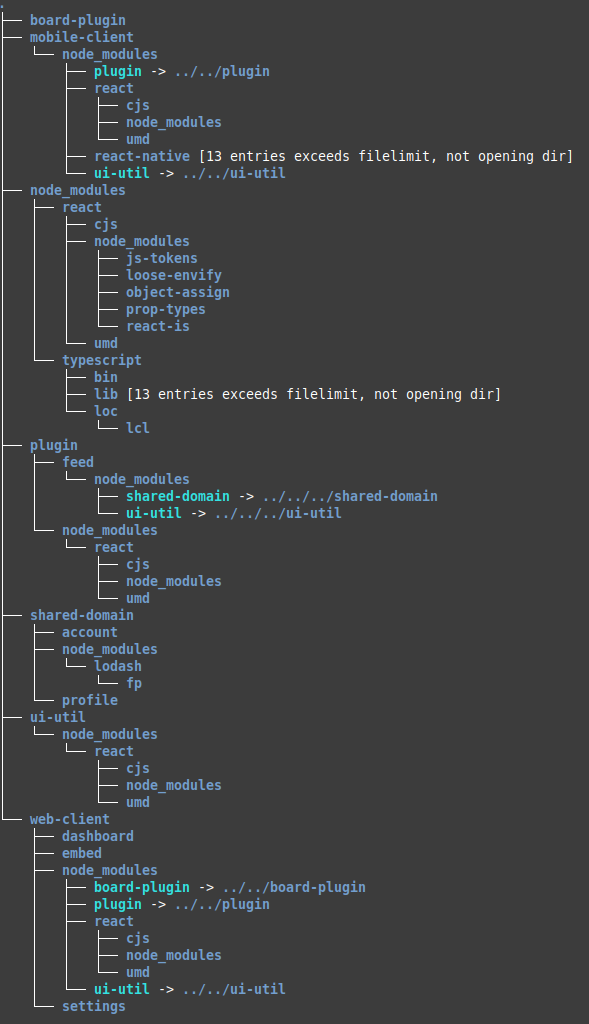 .
├── board-plugin
├── mobile-client
│   └── node_modules
│       ├── plugin -> ../../plugin
│       ├── react
│       │   ├── cjs
│       │   ├── node_modules
│       │   └── umd
│       ├── react-native [13 entries exceeds filelimit, not opening dir]
│       └── ui-util -> ../../ui-util
├── node_modules
│   ├── react
│   │   ├── cjs
│   │   ├── node_modules
│   │   │   ├── js-tokens
│   │   │   ├── loose-envify
│   │   │   ├── object-assign
│   │   │   ├── prop-types
│   │   │   └── react-is
│   │   └── umd
│   └── typescript
│       ├── bin
│       ├── lib [13 entries exceeds filelimit, not opening dir]
│       └── loc
│           └── lcl
├── plugin
│   ├── feed
│   │   └── node_modules
│   │       ├── shared-domain -> ../../../shared-domain
│   │       └── ui-util -> ../../../ui-util
│   └── node_modules
│       └── react
│           ├── cjs
│           ├── node_modules
│           └── umd
├── shared-domain
│   ├── account
│   ├── node_modules
│   │   └── lodash
│   │       └── fp
│   └── profile
├── ui-util
│   └── node_modules
│       └── react
│           ├── cjs
│           ├── node_modules
│           └── umd
└── web-client
    ├── dashboard
    ├── embed
    ├── node_modules
    │   ├── board-plugin -> ../../board-plugin
    │   ├── plugin -> ../../plugin
    │   ├── react
    │   │   ├── cjs
    │   │   ├── node_modules
    │   │   └── umd
    │   └── ui-util -> ../../ui-util
    └── settings